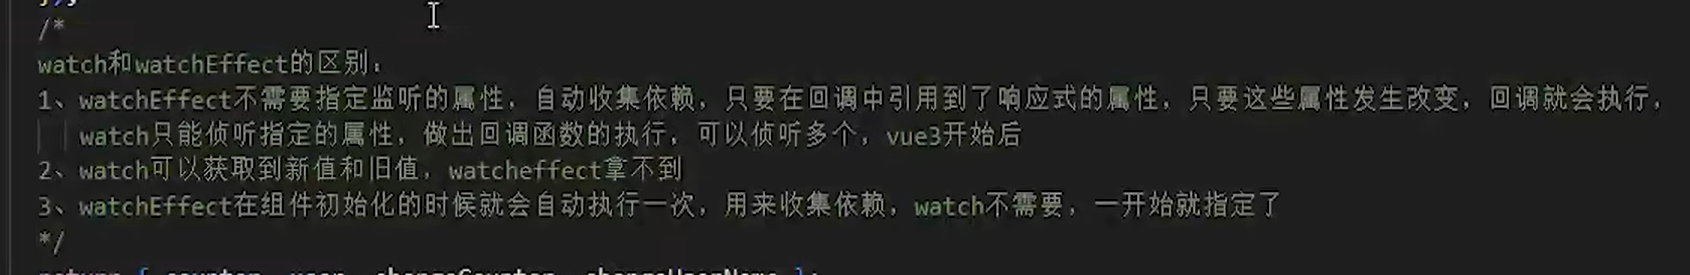 /*
watch和watchEffect的区别：
1、watchEffect不需要指定监听的属性，自动收集依赖，只要在回调中引用到了响应式的属性，只要这些属性发生改变，回调就会执行，
watch只能侦听指定的属性，做出回调函数的执行，可以侦听多个，vue3开始后
2、watch可以获取到新值和旧值，watcheffect拿不到
3、watchEffect在组件初始化的时候就会自动执行一次，用来收集依赖，watch不需要，一开始就指定了
*/